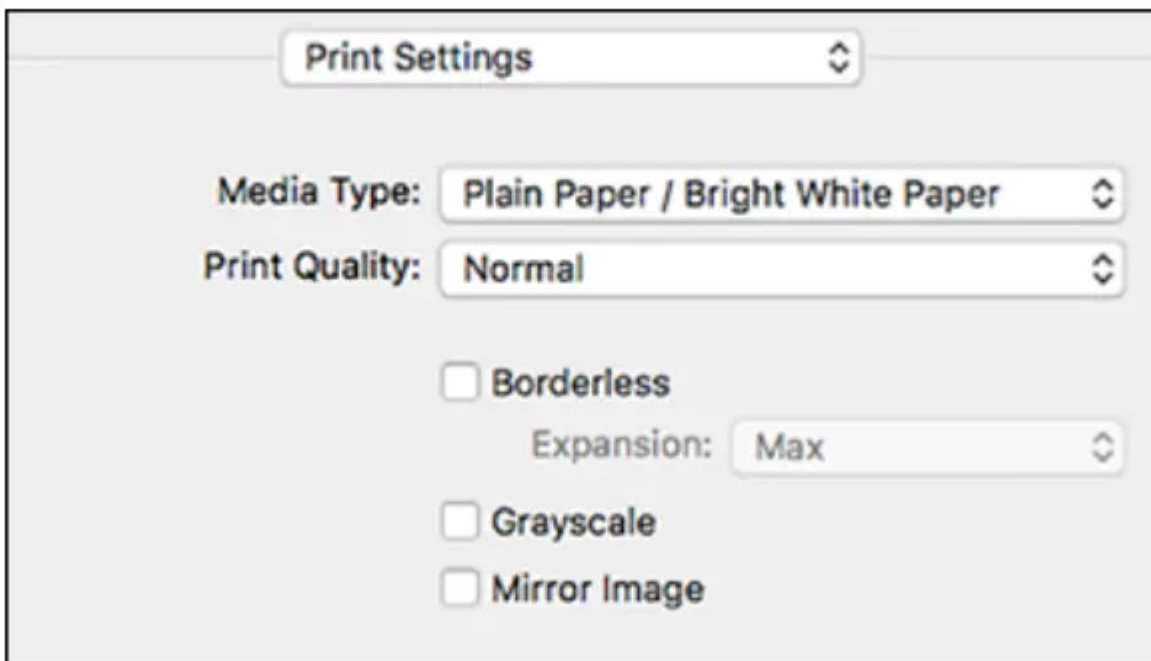 Print Settings
Media Type: Plain Paper / Bright White Paper
Print Quality: Normal
Borderless
Expansion: Max
Grayscale
Mirror Image